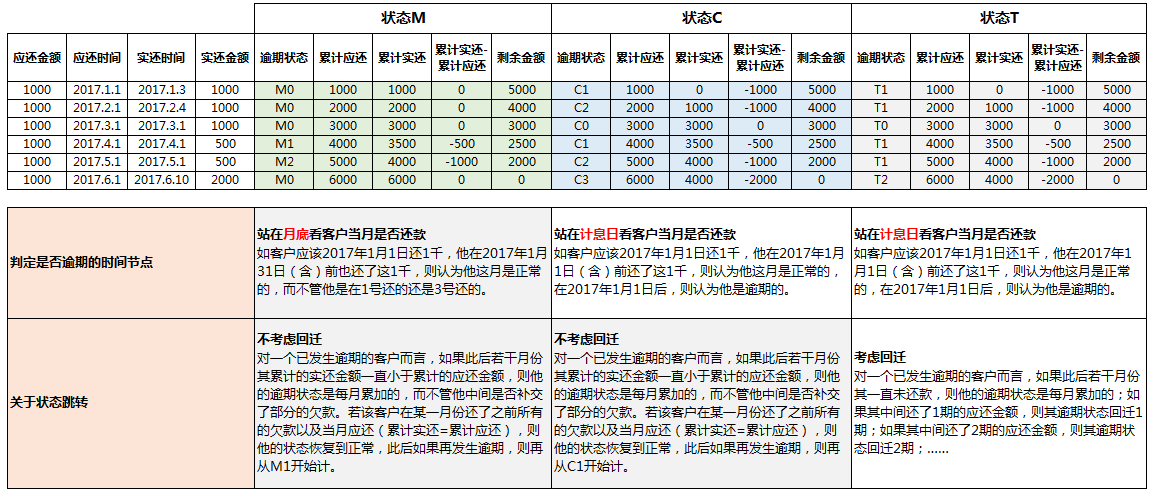 状态M 状态C 状态T
应还金额 应还时间 实还时间 实还金额 逾期状态 累计应还 累计实还 累计实还-累计应还 剩余金额 逾期状态 累计应还 累计实还 累计实还-累计应还 剩余金额 逾期状态 累计应还 累计实还 累计实还-累计应还 剩余金额
1000 2017.1.1 2017.1.3 1000 M0 1000 1000 0 5000 C1 1000 0 -1000 5000 T1 1000 0 -1000 5000
1000 2017.2.1 2017.2.4 1000 M0 2000 2000 0 4000 C2 2000 1000 -1000 4000 T1 2000 1000 -1000 4000
1000 2017.3.1 2017.3.1 1000 M0 3000 3000 0 3000 C0 3000 3000 0 3000 T0 3000 3000 0 3000
1000 2017.4.1 2017.4.1 500 M1 4000 3500 -500 2500 C1 4000 3500 -500 2500 T1 4000 3500 -500 2500
1000 2017.5.1 2017.5.1 500 M2 5000 4000 -1000 2000 C2 5000 4000 -1000 2000 T1 5000 4000 -1000 2000
1000 2017.6.1 2017.6.10 2000 M0 6000 6000 0 0 C3 6000 4000 -2000 0 T2 6000 4000 -2000 0
判定是否逾期的时间节点
站在月底看客户当月是否还款
如客户应该2017年1月1日还1千，他在2017年1月
31日（含）前也还了这1千，则认为他这月是正常
的，而不管他是在1号还的还是3号还的。
站在计息日看客户当月是否还款
如客户应该2017年1月1日还1千，他在2017年1月
1日（含）前还了这1千，则认为他这月是正常的，
在2017年1月1日后，则认为他是逾期的。
站在计息日看客户当月是否还款
如客户应该2017年1月1日还1千，他在2017年1
月1日（含）前还了这1千，则认为他这月是正常
的，在2017年1月1日后，则认为他是逾期的。
关于状态跳转
不考虑回迁
对一个已发生逾期的客户而言，如果此后若干月份
其累计的实还金额一直小于累计的应还金额，则他
的逾期状态是每月累加的，而不管他中间是否补交
了部分的欠款。若该客户在某一月份还了之前所有
的欠款以及当月应还（累计实还=累计应还），则
他的状态恢复到正常，此后如果再发生逾期，则再
从M1开始计。
不考虑回迁
对一个已发生逾期的客户而言，如果此后若干月份
其累计的实还金额一直小于累计的应还金额，则他
的逾期状态是每月累加的，而不管他中间是否补交
了部分的欠款。若该客户在某一月份还了之前所有
的欠款以及当月应还（累计实还=累计应还），则
他的状态恢复到正常，此后如果再发生逾期，则再
从C1开始计。
考虑回迁
对一个已发生逾期的客户而言，如果此后若干月份
其一直未还款，则他的逾期状态是每月累加的；如
果其中间还了1期的应还金额，则其逾期状态回迁1
期；如果其中间还了2期的应还金额，则其逾期状
态回迁2期；……